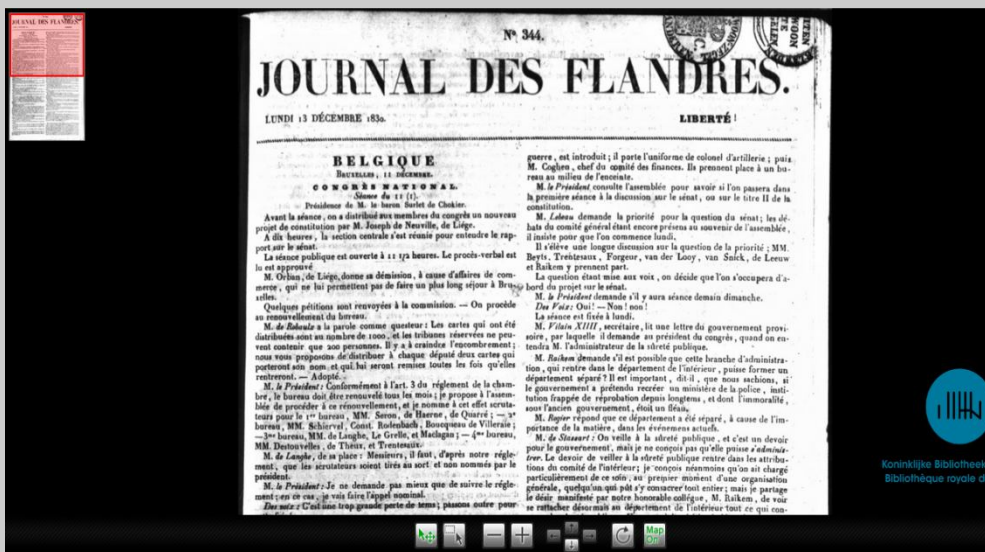 Nº 344.
JOURNAL DES FLANDRES.
LUNDI 13 DÉCEMBRE 1830.
LIBERTÉ!
BELGIQUE
BRUXELLES, 11 DÉCEMBRE.
CONGRÈS NATIONAL.
Séance du 11 (1).
Présidence de M. le baron Surlet de Chokier.
Avant la séance, on a distribué aux membres du congrès un nouveau
projet de constitution par M. Joseph de Neuville, de Liége.
A dix heures, la section centrale s'est réunie pour entendre le rap-
port sur le sénat.
La séance publique est ouverte à 11 1/2 heures. Le procès-verbal est
lu est approuvé
M. Orban, de Liége, donne sa démission, à cause d'affaires de com-
merce, qui ne lui permettent pas de faire un plus long séjour à Bru-
xelles.
Quelques pétitions sont renvoyées à la commission. — On procède
au renouvellement du bureau.
M. de Robaulx a la parole comme questeur: Les cartes qui ont été
distribuées sont au nombre de 1000, et les tribunes réservées ne peu-
vent contenir que 200 personnes. Il y a à craindre l'encombrement;
nous vous proposons de distribuer à chaque député deux cartes qui
porteront son nom et qui lui seront remises toutes les fois qu'elles
rentreront. — Adopté.
M. le Président: Conformément à l'art. 3 du réglement de la cham-
bre, le bureau doit être renouvelé tous les mois; je propose à l'assem-
blée de procéder à ce rénouvellement, et je nomme à cet effet scruta-
teurs pour le 1er bureau, MM. Seron, de Haerne, de Quarré; — 2e
bureau, MM. Schiervel, Const. Rodenbach, Boucqueau de Villeraie;
— 3me bureau, MM. de Langhe, Le Grelle, et Maclagan; — 4me bureau,
MM. Destouvelles, de Theux, et Trentesaux.
M. de Langhe, de sa place: Messieurs, il faut, d'après notre régle-
ment, que les scrutateurs soient tirés au sort et non nommés par le
président.
M. le Président: Je ne demande pas mieux que de suivre le régle-
ment; en ce cas, je vais faire l'appel nominal.
Des voix: C'est une trop grande perte de tems; passons outre pour
guerre, est introduit; il porte l'uniforme de colonel d'artillerie; puis
M. Coghen, chef du comité des finances. Ils prennent place à un bu-
reau au milieu de l'enceinte.
M. le Président consulte l'assemblée pour savoir si l'on passera dans
la première séance à la discussion sur le sénat, ou sur le titre II de la
constitution.
M. Lebeau demande la priorité pour la question du sénat; les dé-
bats du comité général étant encore présens au souvenir de l'assemblée,
il insiste pour que l'on commence lundi.
Il s'élève une longue discussion sur la question de la priorité; MM.
Beyts, Trentesaux, Forgeur, van der Looy, van Snick, de Leeuw
et Raikem y prennent part.
La question étant mise aux voix, on décide que l'on s'occupera d'a-
bord du projet sur le sénat.
M. le Président demande s'il y aura séance demain dimanche.
Des Voix: Oui! — Non! non!
La séance est fixée à lundi.
M. Vilain XIIII, secrétaire, lit une lettre du gouvernement provi-
soire, par laquelle il demande au président du congrès, quand on en-
tendra M. l'administrateur de la sûreté publique.
M. Raikem demande s'il est possible que cette branche d'administra-
tion, qui rentre dans le département de l'intérieur, puisse former un
département séparé? Il est important, dit-il, que nous sachions, si
le gouvernement a prétendu recréer un ministère de la police, insti-
tution frappée de réprobation depuis longtems, et dont l'immoralité,
sous l'ancien gouvernement, étoit un fléau.
M. Rogier répond que ce département a été séparé, à cause de l'im-
portance de la matière, dans les événemens actuels.
M. de Stassart: On veille à la sûreté publique, et c'est un devoir
pour le gouvernement, mais je ne conçois pas qu'elle puisse s'adminis-
trer. Le devoir de veiller à la sûreté publique rentre dans les attribu-
tions du comité de l'intérieur; je conçois néanmoins qu'on ait chargé
particulièrement de ce soin, au premier moment d'une organisation
générale, quelqu'un qui pût s'y consacrer tout entier; mais je partage
le désir manifesté par notre honorable collégue, M. Raikem, de voir
se rattacher désormais au département de l'intérieur tout ce qui con-
Koninklijke Bibliotheek
Bibliothèque royale d
Map
On